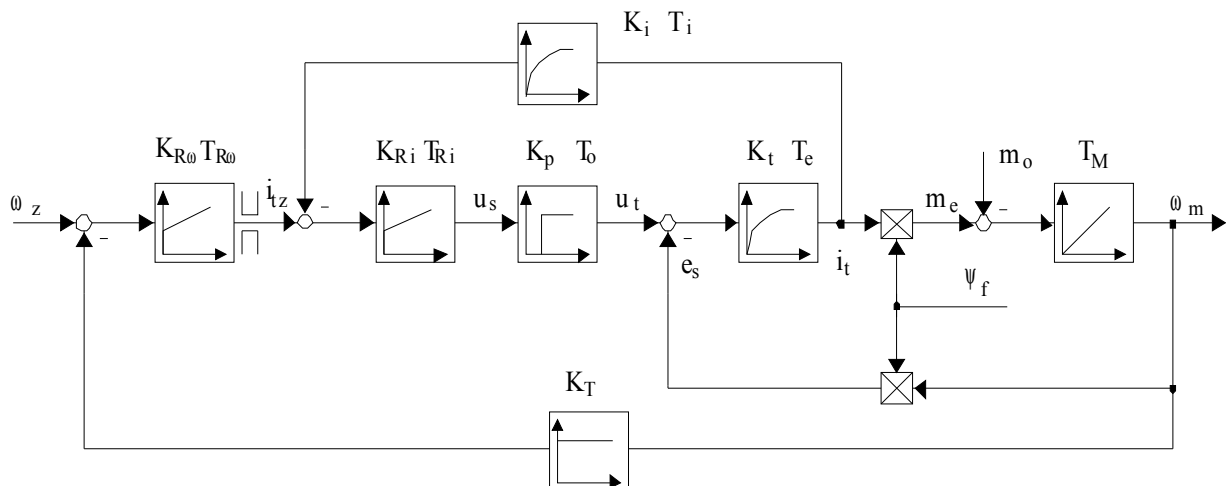 K_i T_i
K_Rω T_Rω
K_Ri T_Ri
K_p T_o
K_t T_e
m_o
T_M
ω_z
i_tz
u_s
u_t
m_e
ω_m
–
–
–
–
e_s
i_t
ψ_f
–
K_T